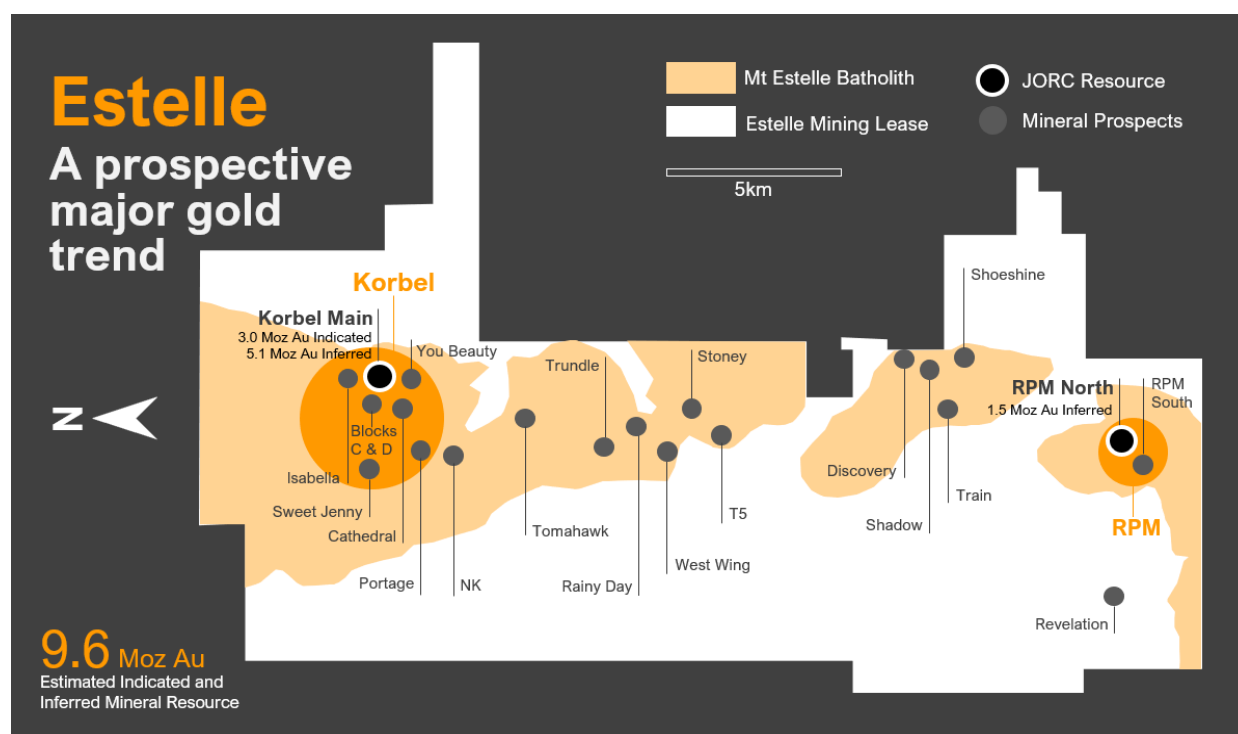 Estelle
A prospective
major gold
trend
Mt Estelle Batholith
Estelle Mining Lease
JORC Resource
Mineral Prospects
5km
N
Korbel
Korbel Main
3.0 Moz Au Indicated
5.1 Moz Au Inferred
You Beauty
Blocks
C & D
Isabella
Sweet Jenny
Cathedral
Portage
NK
Trundle
Tomahawk
Rainy Day
Stoney
West Wing
T5
Shoeshine
Discovery
Shadow
Train
RPM North
1.5 Moz Au Inferred
RPM
South
RPM
Revelation
9.6 Moz Au
Estimated Indicated and
Inferred Mineral Resource